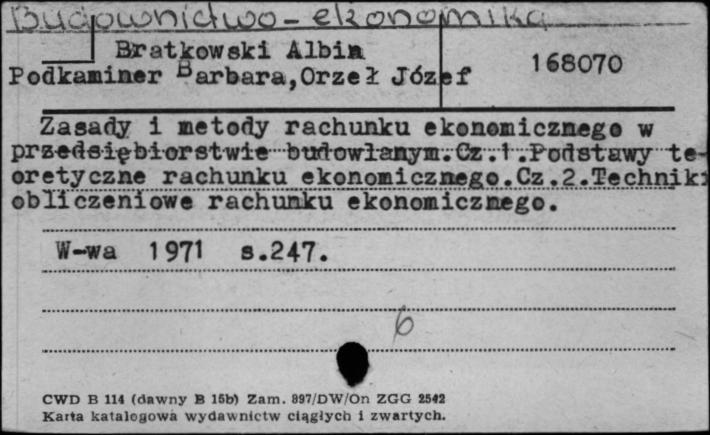 Budownictwo - ekonomika
Bratkowski Albin
Podkaminer Barbara,Orzeł Józef
168070
Zasady i metody rachunku ekonomicznego w
przedsiębiorstwie budowlanym.Cz.1.Podstawy te-
oretyczne rachunku ekonomicznego.Cz.2.Techniki
obliczeniowe rachunku ekonomicznego.
W-wa 1971 s.247.
6
CWD B 114 (dawny B 15b) Zam. 897/DW/On ZGG 2542
Karta katalogowa wydawnictw ciągłych i zwartych.